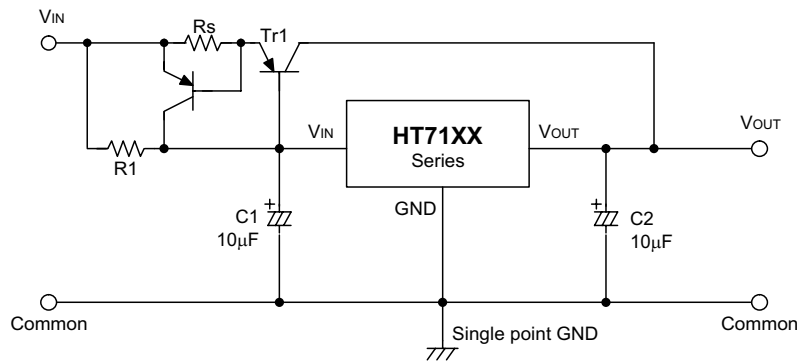 VIN
Rs
Tr1
R1
VIN
HT71XX
Series
VOUT
VOUT
GND
C1
10μF
C2
10μF
Common
Single point GND
Common